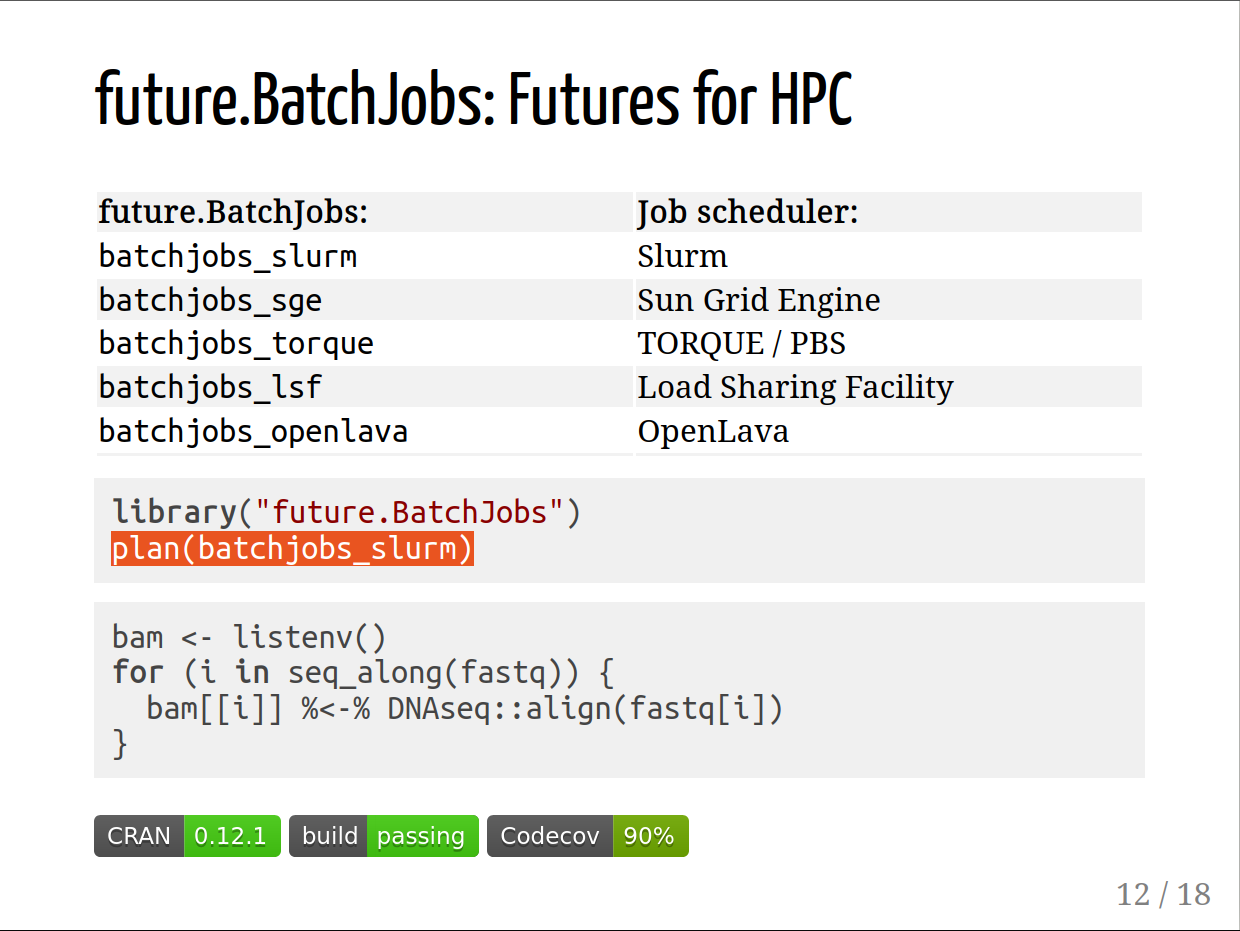 future.BatchJobs: Futures for HPC
future.BatchJobs: Job scheduler:
batchjobs_slurm Slurm
batchjobs_sge Sun Grid Engine
batchjobs_torque TORQUE / PBS
batchjobs_lsf Load Sharing Facility
batchjobs_openlava OpenLava
library("future.BatchJobs")
plan(batchjobs_slurm)
bam <- listenv()
for (i in seq_along(fastq)) {
  bam[[i]] %<-% DNAseq::align(fastq[i])
}
CRAN 0.12.1 build passing Codecov 90%
12 / 18